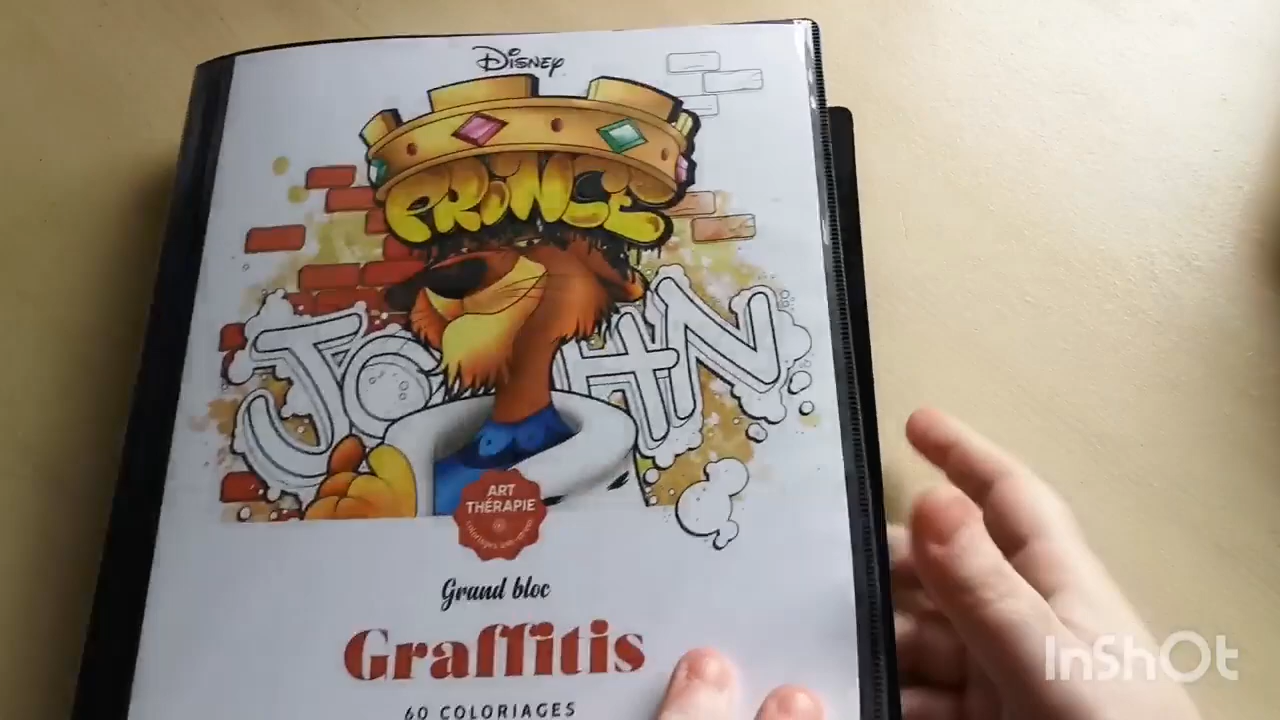 Disney
PRINCE
JOHN
ART
THÉRAPIE
Grand bloc
Graffitis
60 COLORIAGES
InShOt